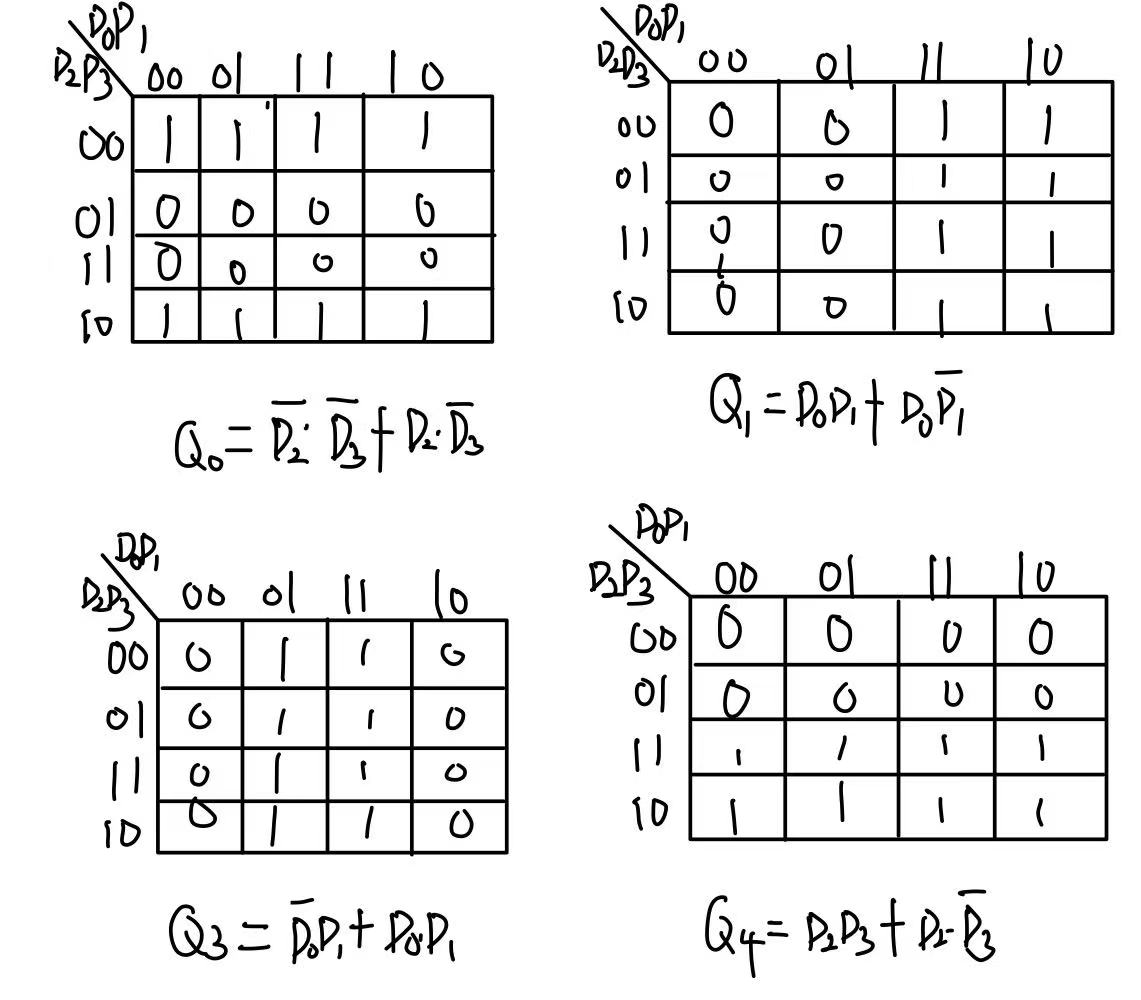 D₀D₁
D₂D₃ 00 01 11 10
00 1 1 1 1
01 0 0 0 0
11 0 0 0 0
10 1 1 1 1
Q₀ = D̅₂· D̅₃ + D₂· D̅₃
D₀D₁
D₂D₃ 00 01 11 10
00 0 0 1 1
01 0 0 1 1
11 0 0 1 1
10 0 0 1 1
Q₁ = D₀D₁ + D₀D̅₁
D₀D₁
D₂D₃ 00 01 11 10
00 0 1 1 0
01 0 1 1 0
11 0 1 1 0
10 0 1 1 0
Q3 = D̅₀D₁ + D₀·D₁
D₀D₁
D₂D₃ 00 01 11 10
00 0 0 0 0
01 0 0 0 0
11 1 1 1 1
10 1 1 1 1
Q₄ = D₂D₃ + D₂·D̅₃